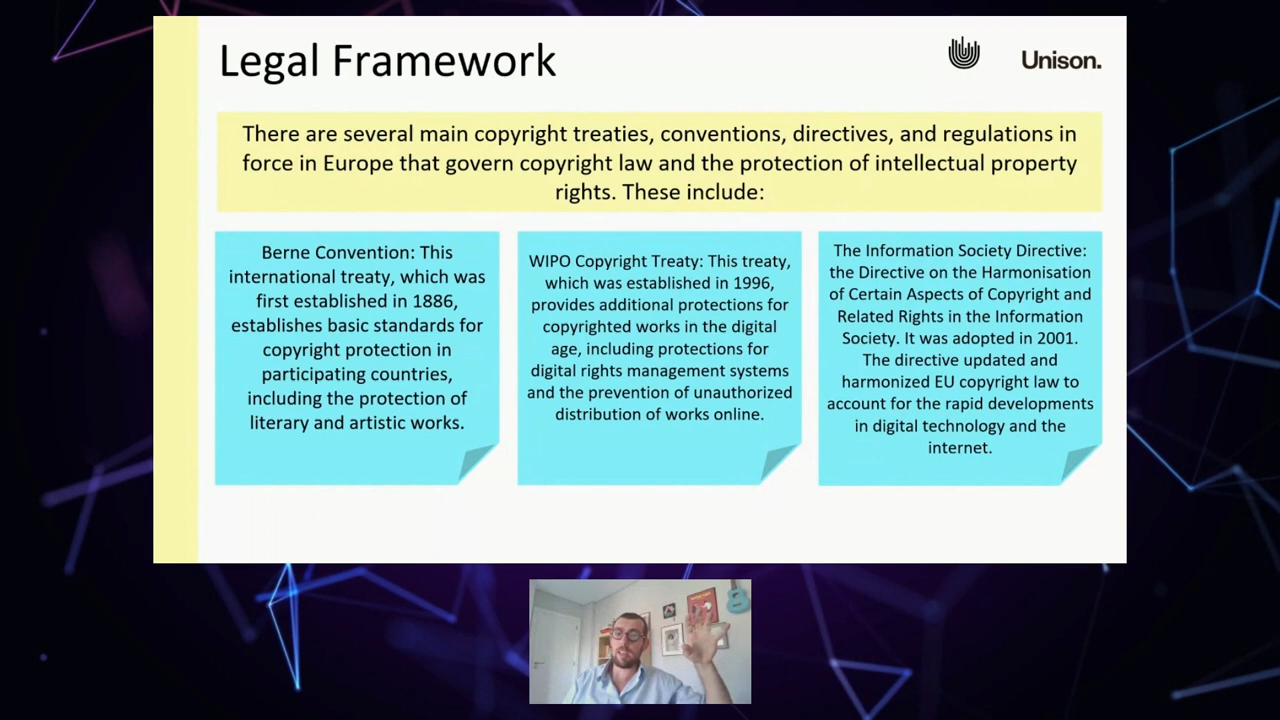 Legal Framework
Unison.
There are several main copyright treaties, conventions, directives, and regulations in
force in Europe that govern copyright law and the protection of intellectual property
rights. These include:
Berne Convention: This
international treaty, which was
first established in 1886,
establishes basic standards for
copyright protection in
participating countries,
including the protection of
literary and artistic works.
WIPO Copyright Treaty: This treaty,
which was established in 1996,
provides additional protections for
copyrighted works in the digital
age, including protections for
digital rights management systems
and the prevention of unauthorized
distribution of works online.
The Information Society Directive:
the Directive on the Harmonisation
of Certain Aspects of Copyright and
Related Rights in the Information
Society. It was adopted in 2001.
The directive updated and
harmonized EU copyright law to
account for the rapid developments
in digital technology and the
internet.